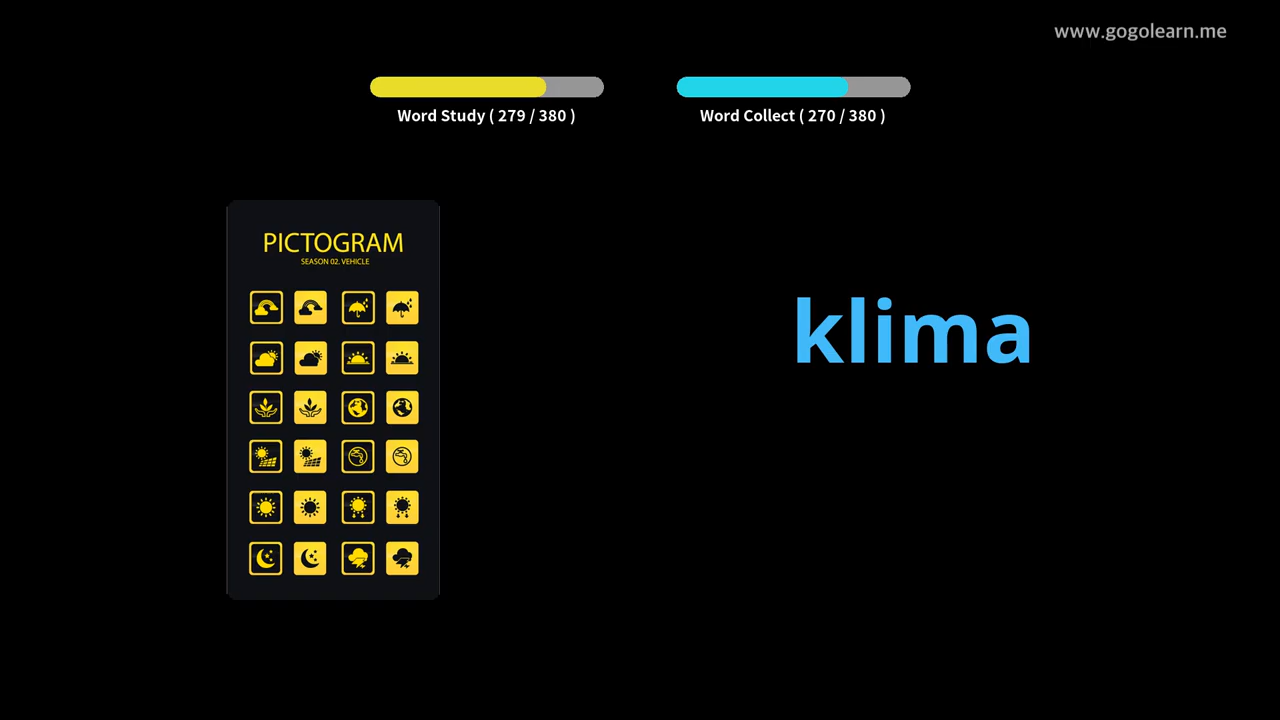 www.gogolearn.me
Word Study ( 279 / 380 )
Word Collect ( 270 / 380 )
PICTOGRAM
SEASON 02. VEHICLE
klima